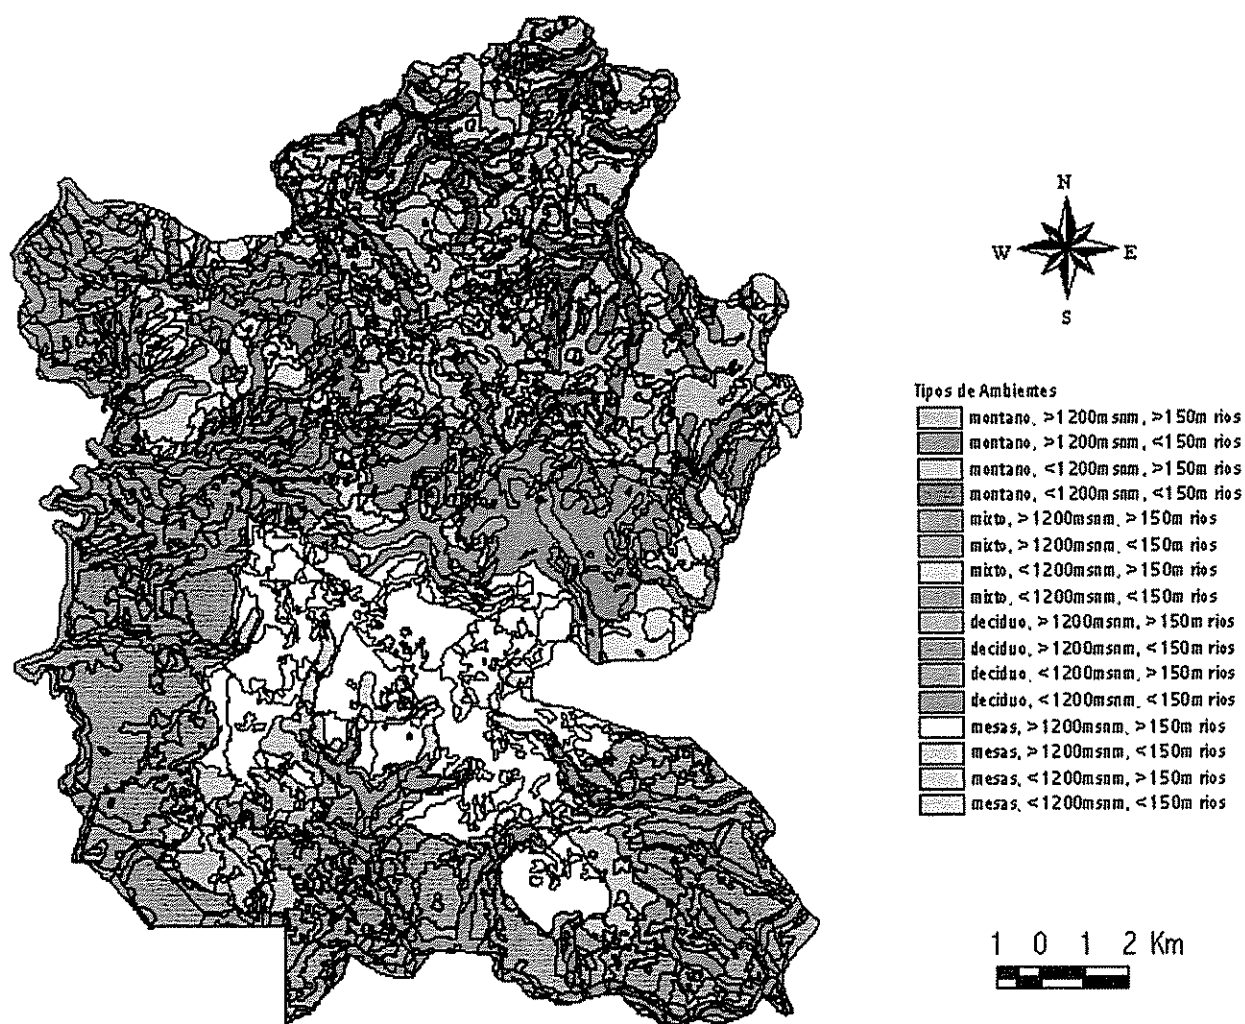 N
W E
S
Tipos de Ambientes
montano, >1200msnm, >150m rios
montano, >1200msnm, <150m rios
montano, <1200msnm, >150m rios
montano, <1200msnm, <150m rios
mixto, >1200msnm, >150m rios
mixto, >1200msnm, <150m rios
mixto, <1200msnm, >150m rios
mixto, <1200msnm, <150m rios
deciduo, >1200msnm, >150m rios
deciduo, >1200msnm, <150m rios
deciduo, <1200msnm, >150m rios
deciduo, <1200msnm, <150m rios
mesas, >1200msnm, >150m rios
mesas, >1200msnm, <150m rios
mesas, <1200msnm, >150m rios
mesas, <1200msnm, <150m rios
1 0 1 2 Km